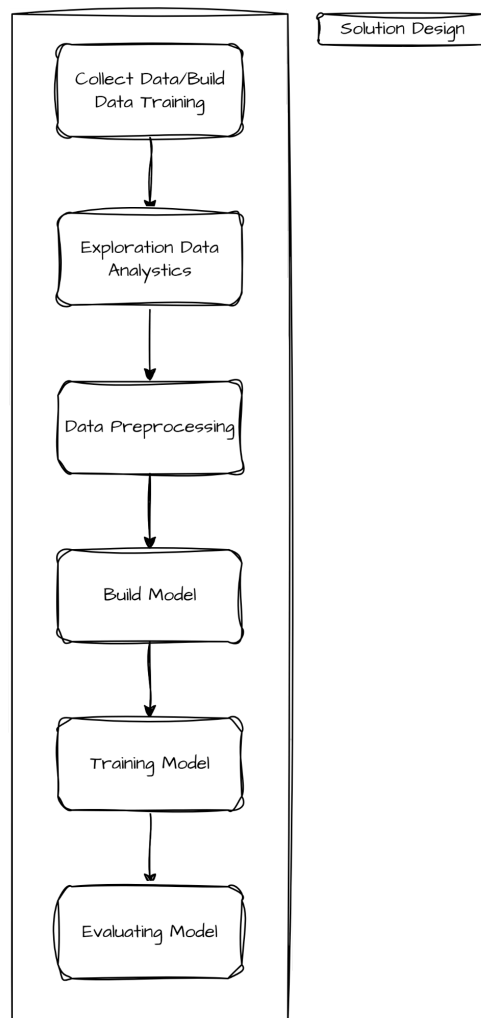 Solution Design
Collect Data/Build
Data Training
Exploration Data
Analystics
Data Preprocessing
Build Model
Training Model
Evaluating Model